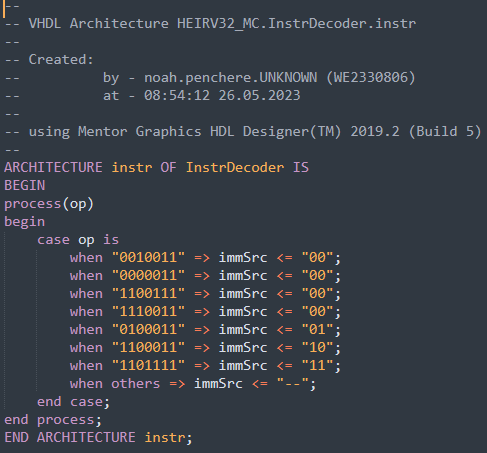 --
-- VHDL Architecture HEIRV32_MC.InstrDecoder.instr
--
-- Created:
--          by - noah.penchere.UNKNOWN (WE2330806)
--          at - 08:54:12 26.05.2023
--
-- using Mentor Graphics HDL Designer(TM) 2019.2 (Build 5)
--
ARCHITECTURE instr OF InstrDecoder IS
BEGIN
process(op)
begin
    case op is
        when "0010011" => immSrc <= "00";
        when "0000011" => immSrc <= "00";
        when "1100111" => immSrc <= "00";
        when "1110011" => immSrc <= "00";
        when "0100011" => immSrc <= "01";
        when "1100011" => immSrc <= "10";
        when "1101111" => immSrc <= "11";
        when others => immSrc <= "--";
    end case;
end process;
END ARCHITECTURE instr;